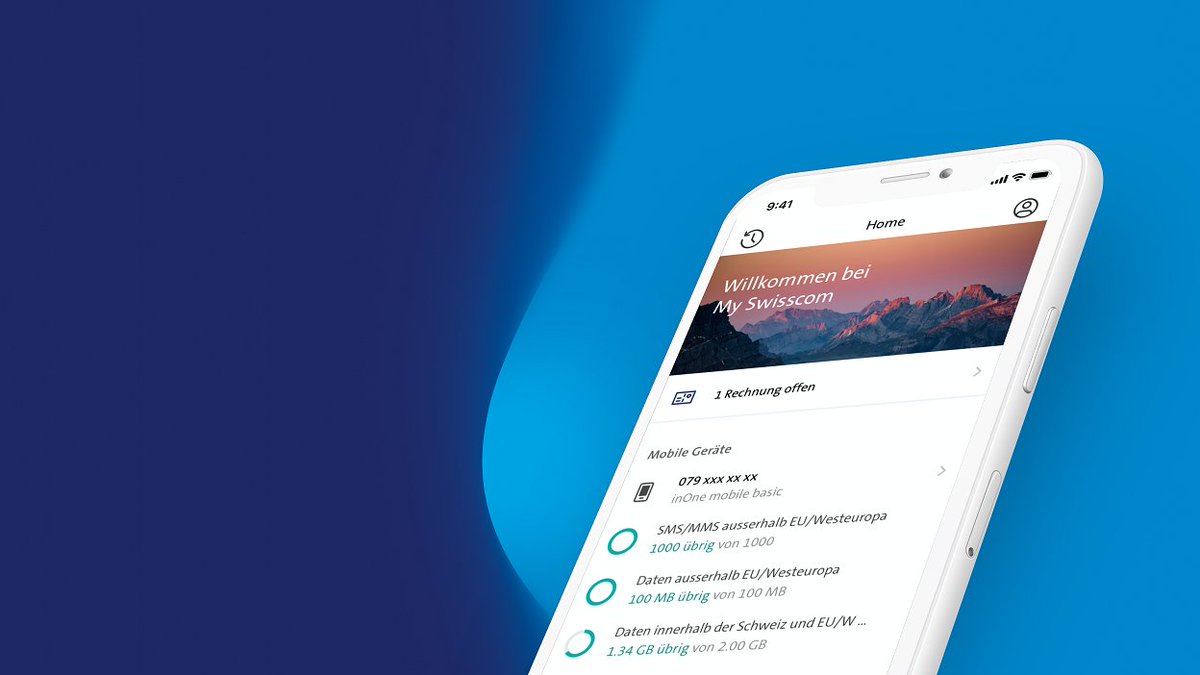 9:41
Home
Willkommen bei
My Swisscom
1 Rechnung offen
Mobile Geräte
079 xxx xx xx
inOne mobile basic
SMS/MMS ausserhalb EU/Westeuropa
1000 übrig von 1000
Daten ausserhalb EU/Westeuropa
100 MB übrig von 100 MB
Daten innerhalb der Schweiz und EU/W ...
1.34 GB übrig von 2.00 GB